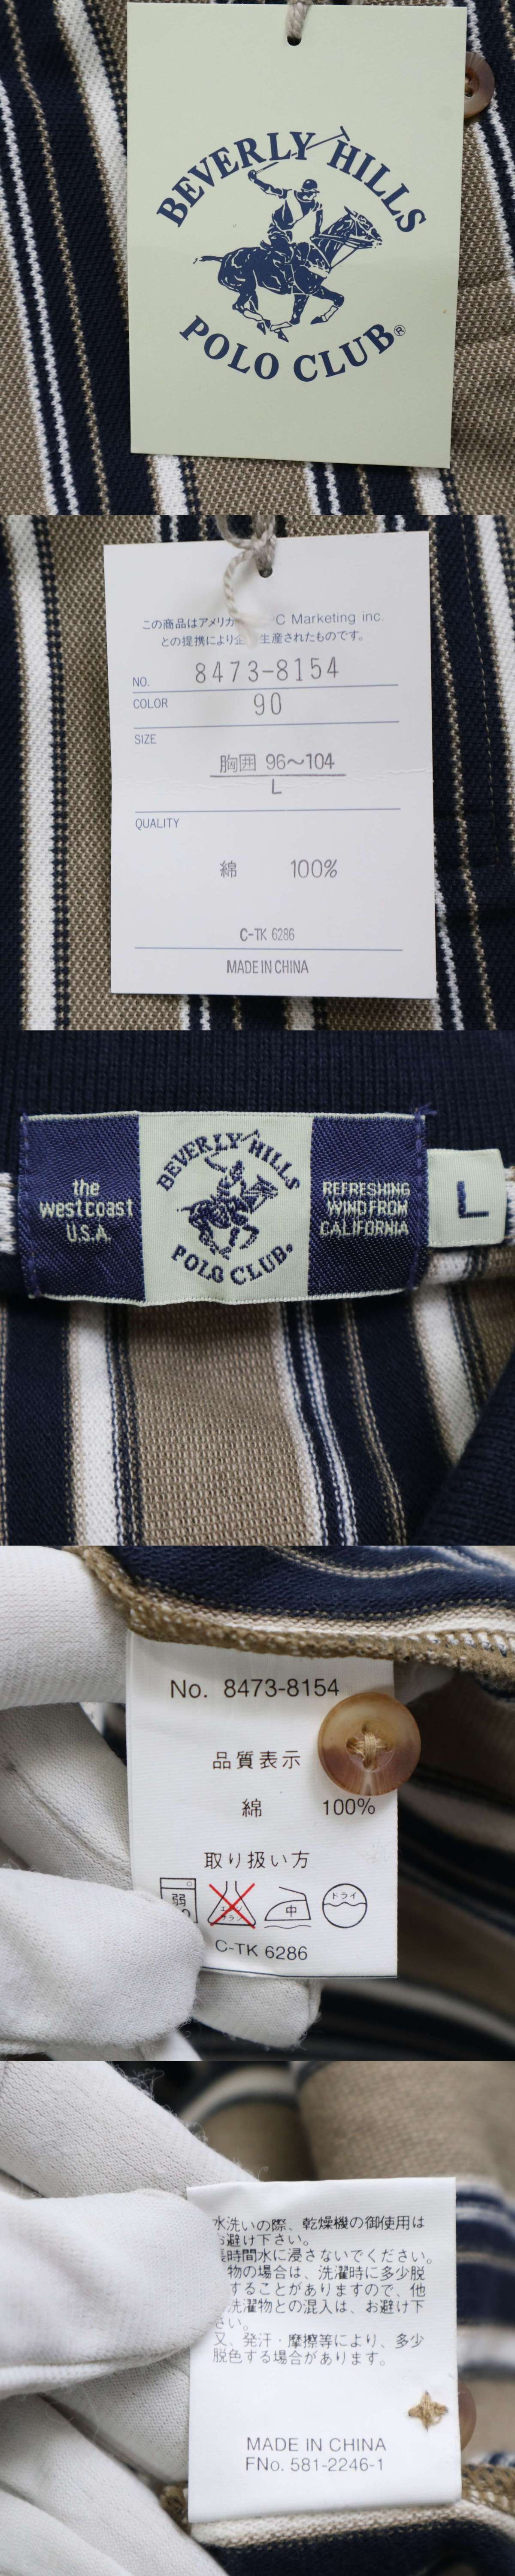 BEVERLY HILLS
POLO CLUB®
この商品はアメリカ C Marketing inc.
との提携により企 生産されたものです。
NO. 8473-8154
COLOR 90
SIZE
胸囲 96～104
L
QUALITY
綿 100%
C-TK 6286
MADE IN CHINA
the
westcoast
U.S.A.
BEVERLY HILLS
POLO CLUB®
REFRESHING
WIND FROM
CALIFORNIA
L
No. 8473-8154
品質表示
綿 100%
取り扱い方
弱
中
ドライ
C-TK 6286
水洗いの際、乾燥機の御使用は
お避け下さい。
長時間水に浸さないでください。
物の場合は、洗濯時に多少脱
することがありますので、他
洗濯物との混入は、お避け下
さい。
又、発汗・摩擦等により、多少
脱色する場合があります。
MADE IN CHINA
FNo. 581-2246-1